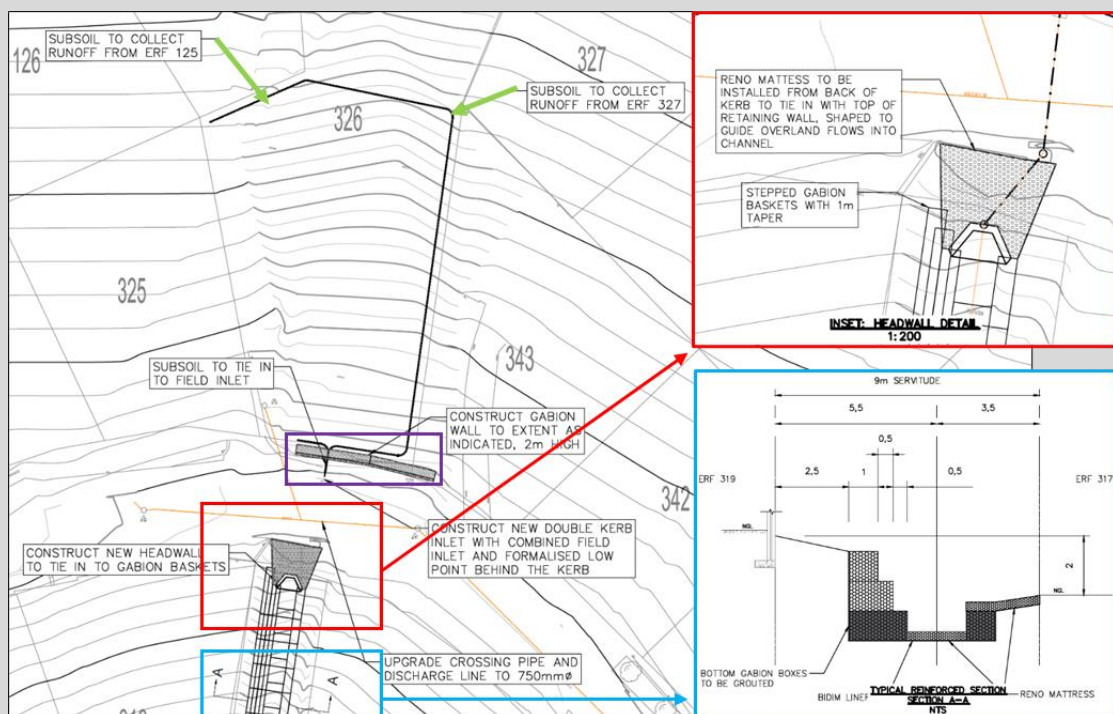 SUBSOIL TO COLLECT
RUNOFF FROM ERF 125
126
327
SUBSOIL TO COLLECT
RUNOFF FROM ERF 327
326
325
SUBSOIL TO TIE IN
TO FIELD INLET
343
CONSTRUCT GABION
WALL TO EXTENT AS
INDICATED, 2m HIGH
342
CONSTRUCT NEW DOUBLE KERB
INLET WITH COMBINED FIELD
INLET AND FORMALISED LOW
POINT BEHIND THE KERB
CONSTRUCT NEW HEADWALL
TO TIE IN TO GABION BASKETS
UPGRADE CROSSING PIPE AND
DISCHARGE LINE TO 750mmø
A
A
RENO MATTESS TO BE
INSTALLED FROM BACK OF
KERB TO TIE IN WITH TOP OF
RETAINING WALL, SHAPED TO
GUIDE OVERLAND FLOWS INTO
CHANNEL
STEPPED GABION
BASKETS WITH 1m
TAPER
INSET: HEADWALL DETAIL
1:200
9m SERVITUDE
5,5
3,5
0,5
2,5
1
0,5
ERF 319
ERF 317
NGL
2
NGL
BOTTOM GABION BOXES
TO BE GROUTED
BIDIM LINER
TYPICAL REINFORCED SECTION
SECTION A-A
NTS
RENO MATTRESS